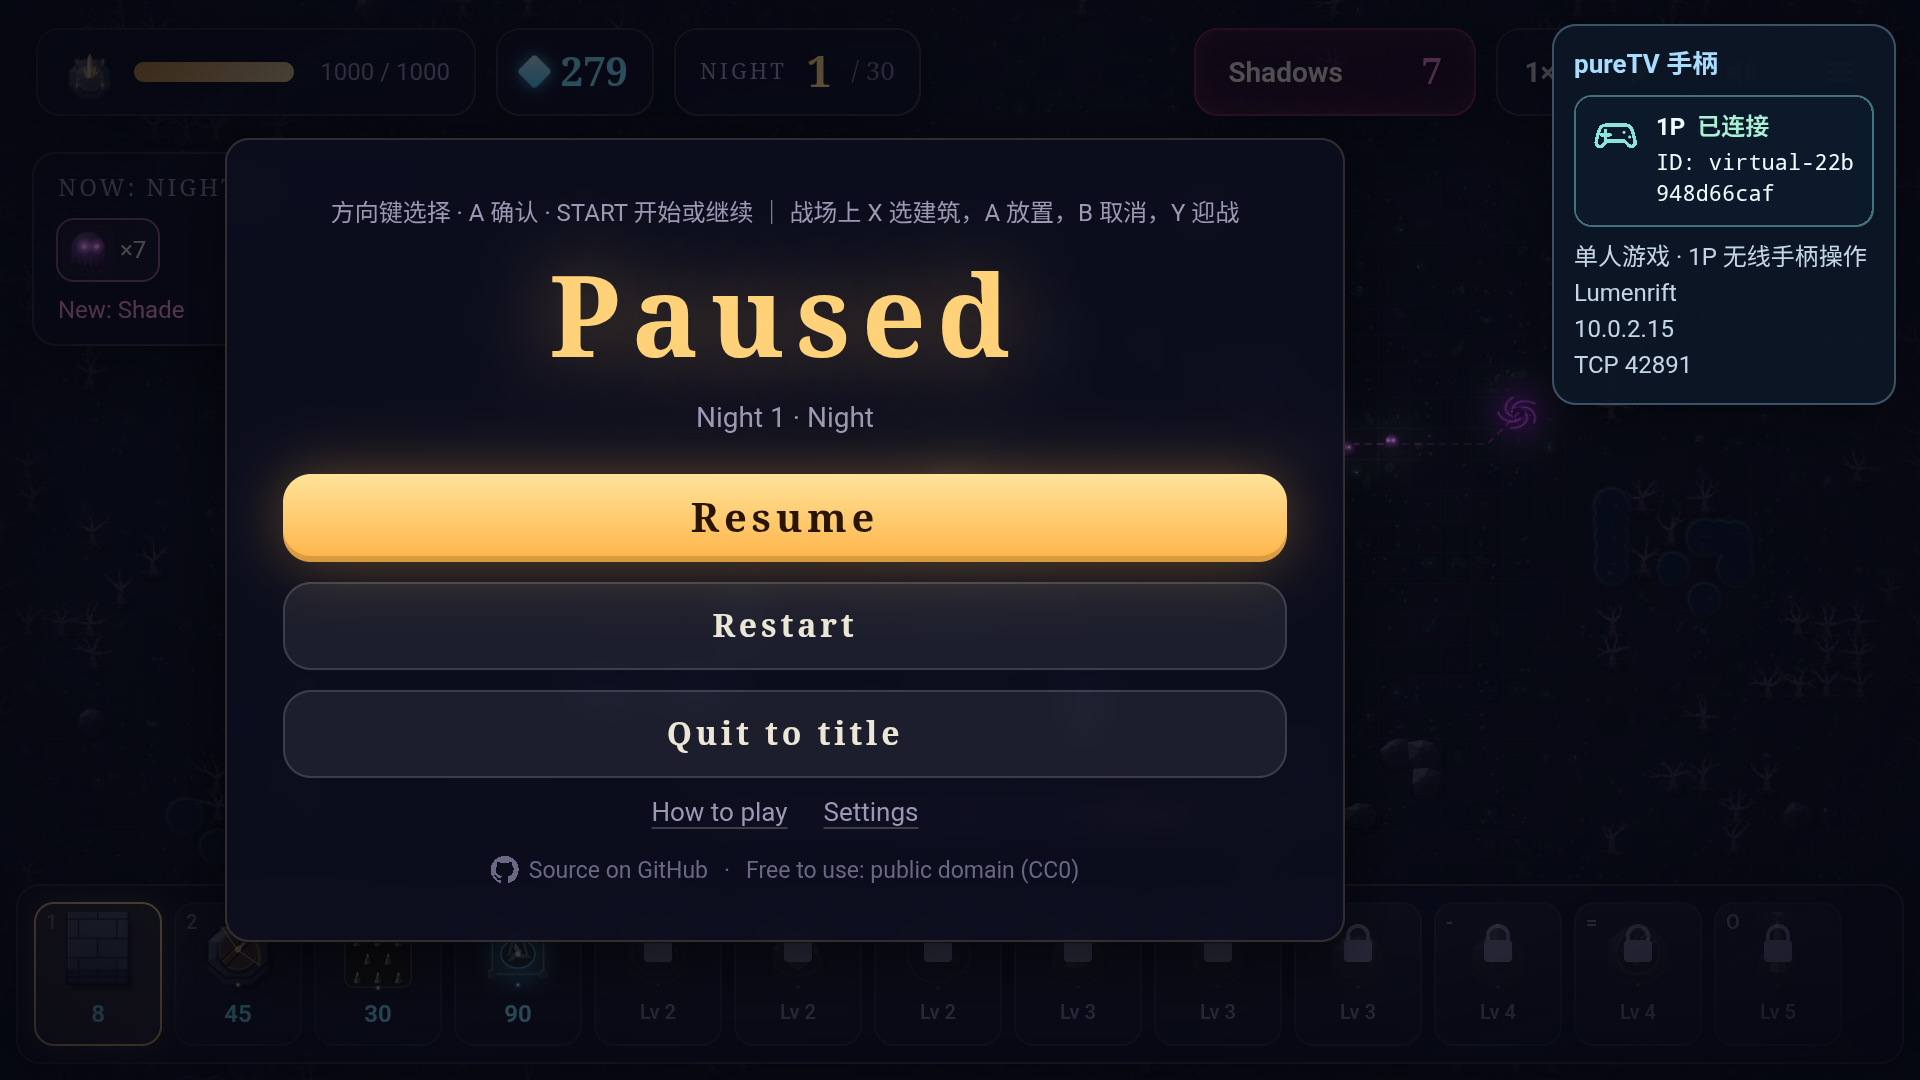 1000 / 1000
279
NIGHT 1 / 30
Shadows 7
1×
pureTV 手柄
1P 已连接
ID: virtual-22b
948d66caf
单人游戏 · 1P 无线手柄操作
Lumenrift
10.0.2.15
TCP 42891
NOW: NIGHT
×7
New: Shade
方向键选择 · A 确认 · START 开始或继续 ｜ 战场上 X 选建筑，A 放置，B 取消，Y 迎战
Paused
Night 1 · Night
Resume
Restart
Quit to title
How to play Settings
Source on GitHub · Free to use: public domain (CC0)
1 2 - = O
8 45 30 90 Lv 2 Lv 2 Lv 2 Lv 3 Lv 3 Lv 3 Lv 4 Lv 4 Lv 5